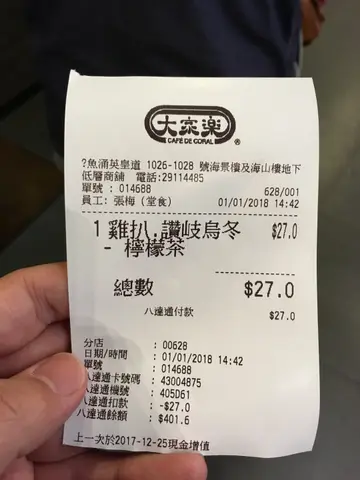 大家樂
CAFÉ DE CORAL ®
?魚涌英皇道 1026-1028 號海景樓及海山樓地下
低層商鋪 電話:29114485
單號 : 014688 628/001
員工: 張梅 (堂食) 01/01/2018 14:42
1 雞扒,讚岐烏冬 $27.0
- 檸檬茶
總數 $27.0
八達通付款 $27.0
分店 : 00628
日期/時間 : 01/01/2018 14:42
單號 : 014688
八達通卡號碼 : 43004875
八達通機號 : 405D61
八達通扣款 : -$27.0
八達通餘額 : $401.6
上一次於2017-12-25現金增值